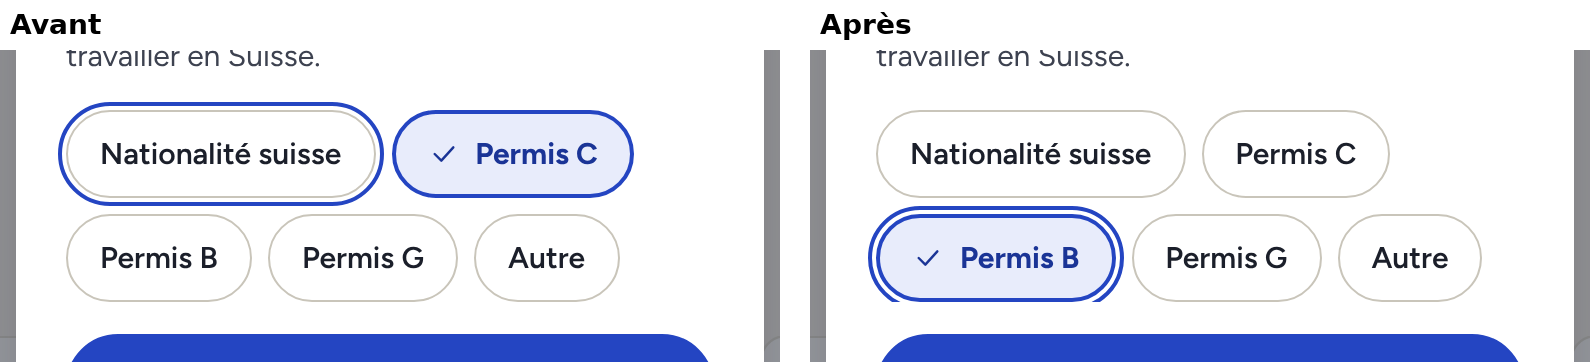 Avant
travailler en Suisse.
Nationalité suisse
Permis C
Permis B
Permis G
Autre
Après
travailler en Suisse.
Nationalité suisse
Permis C
Permis B
Permis G
Autre